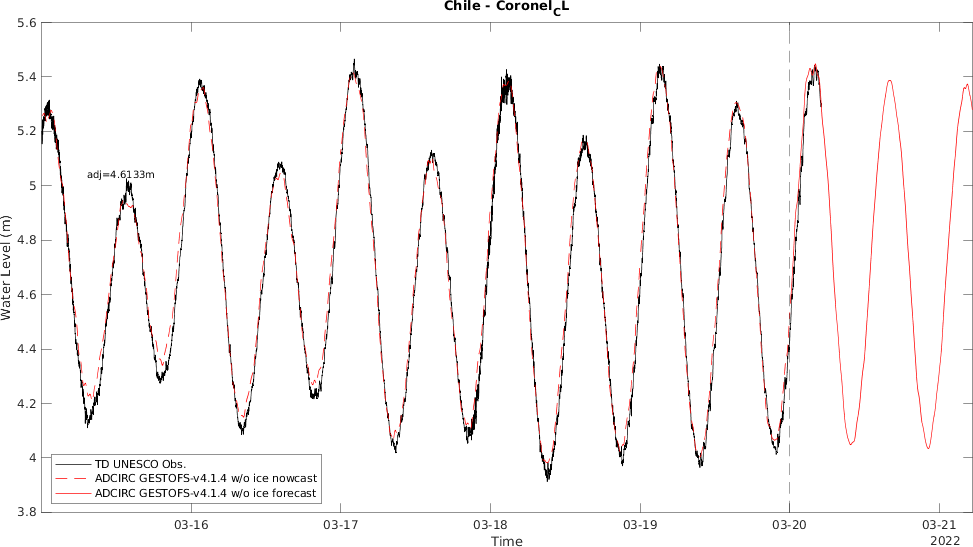 Chile - Coronel_CL
5.6
5.4
5.2
5
4.8
4.6
4.4
4.2
4
3.8
Water Level (m)
adj=4.6133m
TD UNESCO Obs.
ADCIRC GESTOFS-v4.1.4 w/o ice nowcast
ADCIRC GESTOFS-v4.1.4 w/o ice forecast
03-16
03-17
03-18
03-19
03-20
03-21
Time
2022